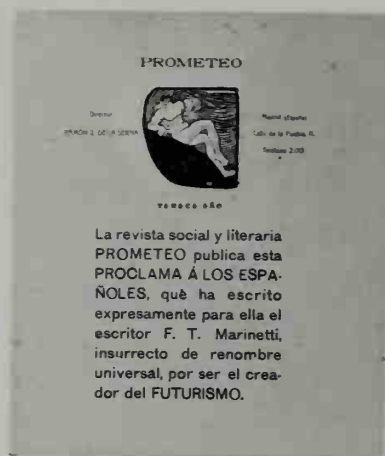 PROMETEO
Director
RAMÓN G. DE LA SERNA
Madrid (España)
Calle de la Puebla, 11.
TERCER AÑO
La revista social y literaria
PROMETEO publica esta
PROCLAMA Á LOS ESPA-
ÑOLES, què ha escrito
expresamente para ella el
escritor F. T. Marinetti,
insurrecto de renombre
universal, por ser el crea-
dor del FUTURISMO.